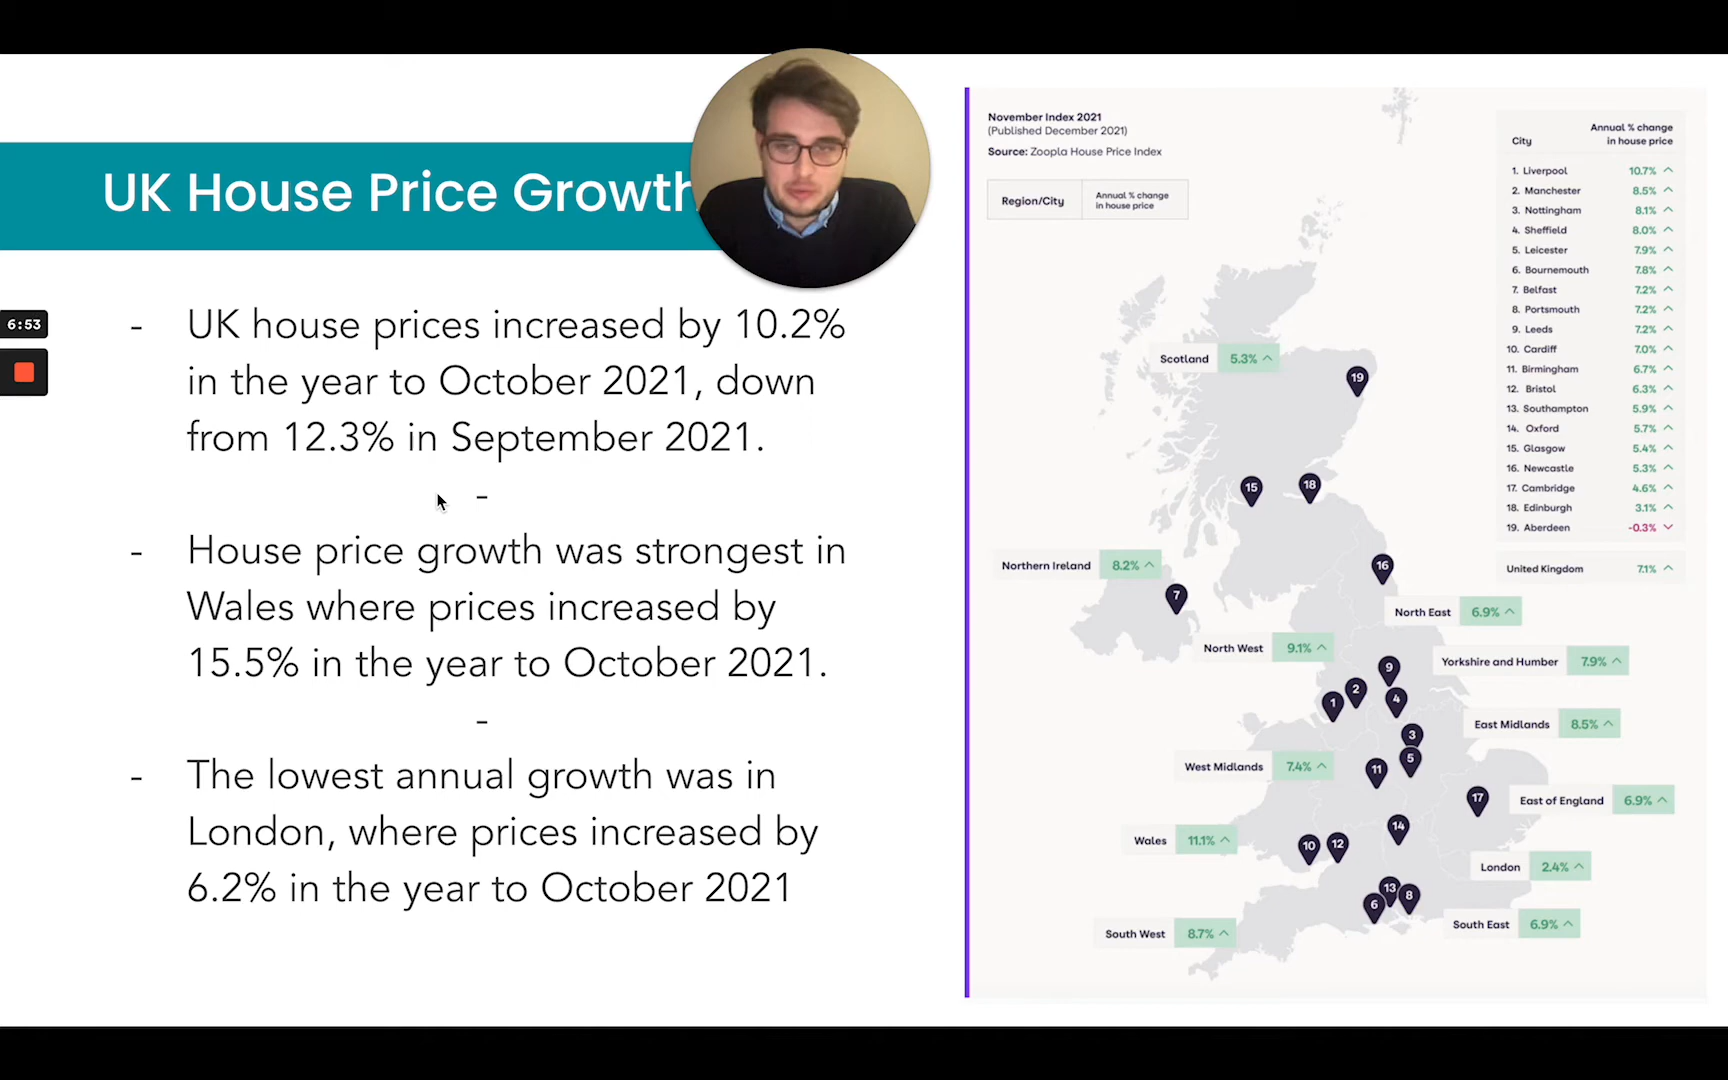 UK House Price Growth
6:53
- UK house prices increased by 10.2%
in the year to October 2021, down
from 12.3% in September 2021.
-
- House price growth was strongest in
Wales where prices increased by
15.5% in the year to October 2021.
-
- The lowest annual growth was in
London, where prices increased by
6.2% in the year to October 2021
November Index 2021
(Published December 2021)
Source: Zoopla House Price Index
Region/City Annual % change
in house price
Scotland 5.3%
19
15 18
Northern Ireland 8.2%
7
16
North East 6.9%
North West 9.1%
Yorkshire and Humber 7.9%
9
2
1 4
East Midlands 8.5%
3
5
West Midlands 7.4%
11
17
East of England 6.9%
14
Wales 11.1%
10 12
London 2.4%
13
6 8
South East 6.9%
South West 8.7%
City Annual % change
in house price
1. Liverpool 10.7%
2. Manchester 8.5%
3. Nottingham 8.1%
4. Sheffield 8.0%
5. Leicester 7.9%
6. Bournemouth 7.8%
7. Belfast 7.2%
8. Portsmouth 7.2%
9. Leeds 7.2%
10. Cardiff 7.0%
11. Birmingham 6.7%
12. Bristol 6.3%
13. Southampton 5.9%
14. Oxford 5.7%
15. Glasgow 5.4%
16. Newcastle 5.3%
17. Cambridge 4.6%
18. Edinburgh 3.1%
19. Aberdeen -0.3%
United Kingdom 7.1%